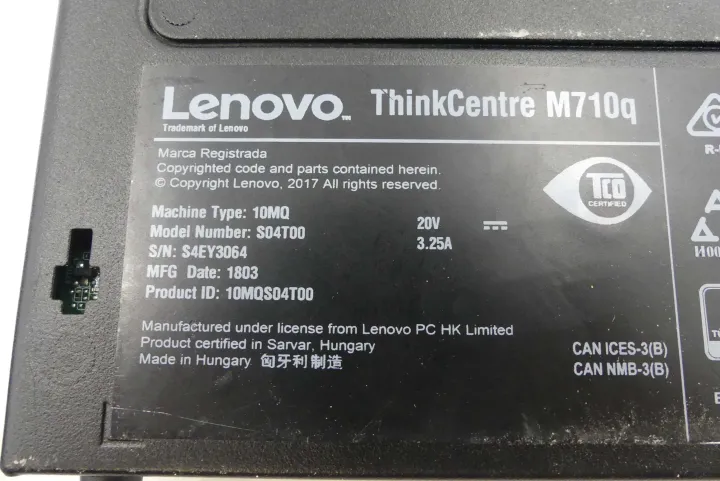 Lenovo™ ThinkCentre M710q
Trademark of Lenovo
Marca Registrada
Copyrighted code and parts contained herein.
© Copyright Lenovo, 2017 All rights reserved.
TCO
CERTIFIED
Machine Type: 10MQ
Model Number: S04T00
S/N: S4EY3064
MFG Date: 1803
Product ID: 10MQS04T00
20V
3.25A
Manufactured under license from Lenovo PC HK Limited
Product certified in Sarvar, Hungary
Made in Hungary 匈牙利制造
CAN ICES-3(B)
CAN NMB-3(B)